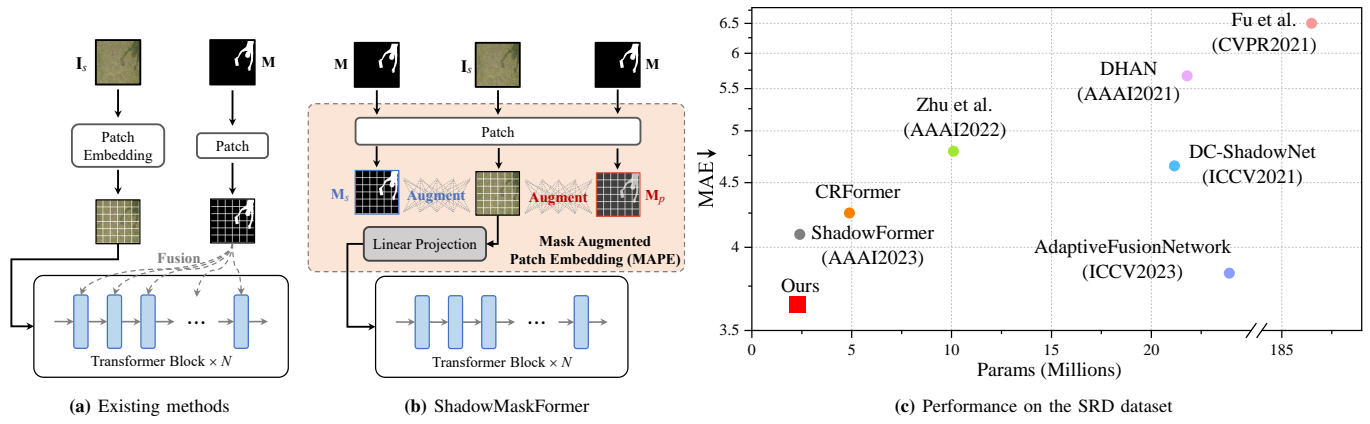 I_s
M
Patch
Embedding
Patch
Fusion
...
Transformer Block × N
(a) Existing methods
M
I_s
M
Patch
M_s
Augment
Augment
M_p
Linear Projection
Mask Augmented
Patch Embedding (MAPE)
...
Transformer Block × N
(b) ShadowMaskFormer
MAE↓
6.5
6
5.5
5
4.5
4
3.5
Fu et al.
(CVPR2021)
DHAN
(AAAI2021)
Zhu et al.
(AAAI2022)
DC-ShadowNet
(ICCV2021)
CRFormer
ShadowFormer
(AAAI2023)
AdaptiveFusionNetwork
(ICCV2023)
Ours
0 5 10 15 20 185
Params (Millions)
(c) Performance on the SRD dataset